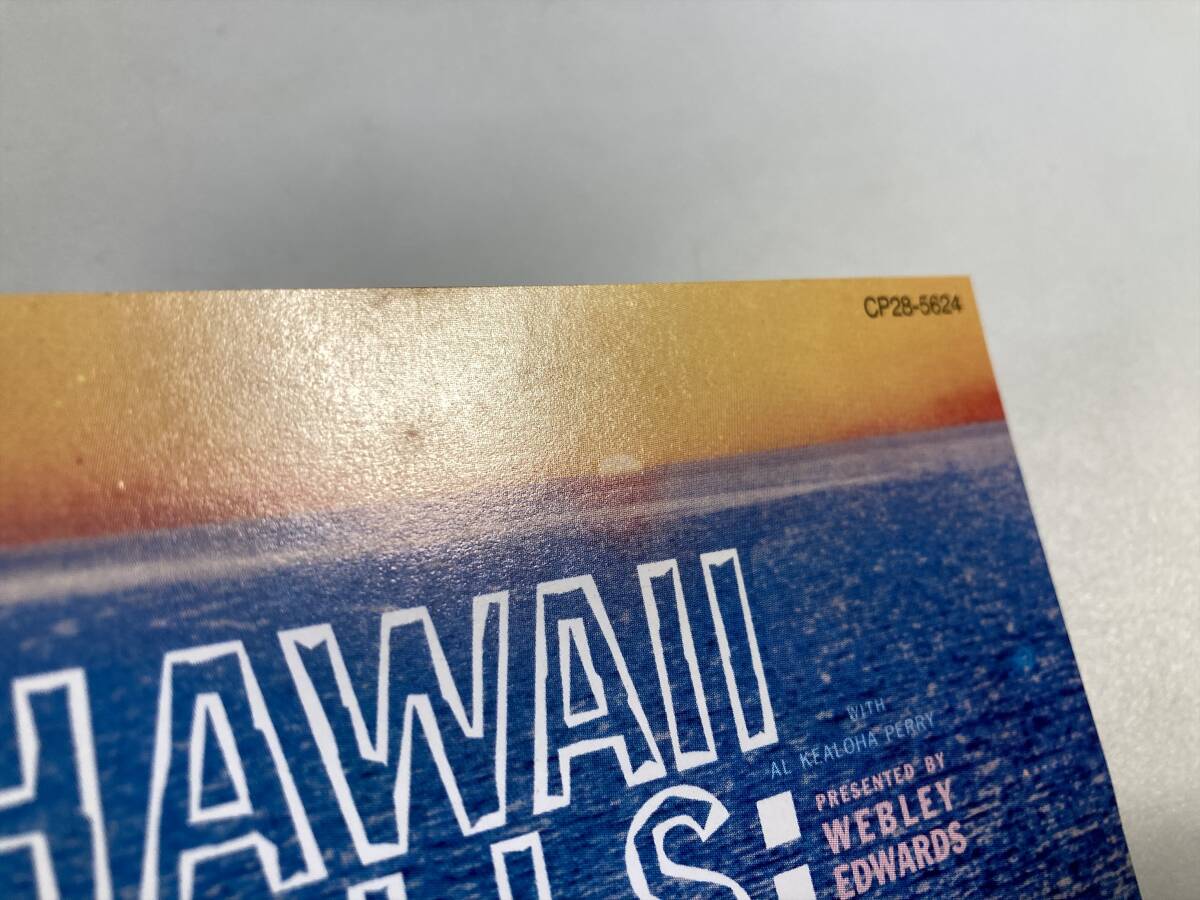 CP28-5624
HAWAII
WITH
AL KEALOHA PERRY
PRESENTED BY
WEBLEY
EDWARDS